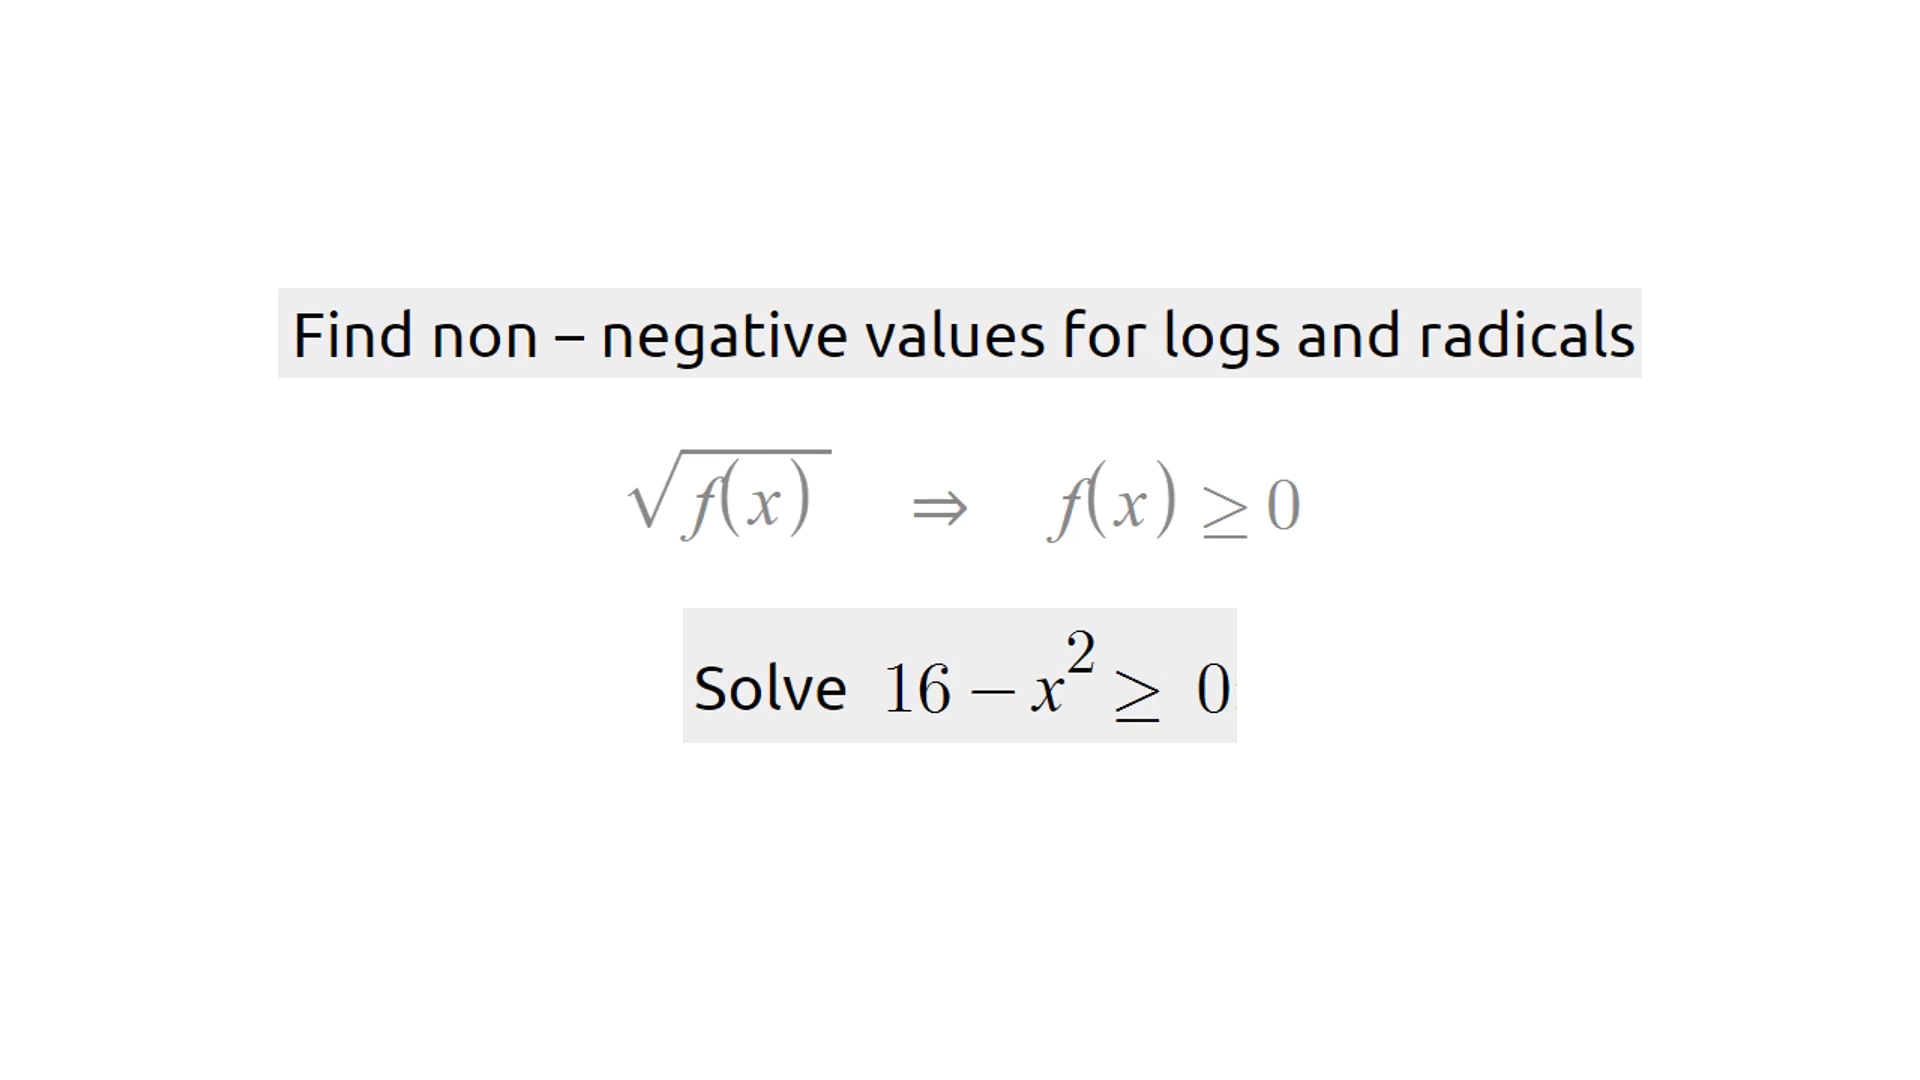 Find non – negative values for logs and radicals
√f(x) ⇒ f(x) ≥ 0
Solve 16 − x² ≥ 0